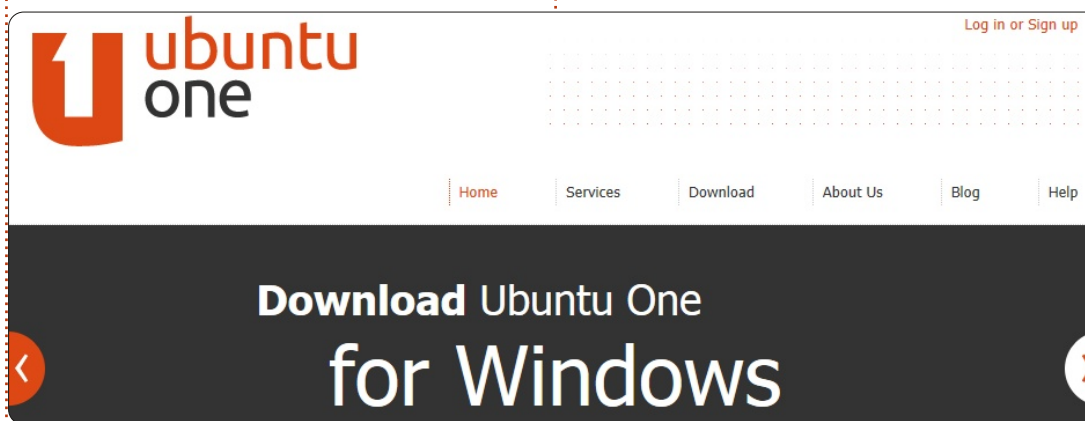 Log in or Sign up
ubuntu
one
Home Services Download About Us Blog Help
Download Ubuntu One
for Windows